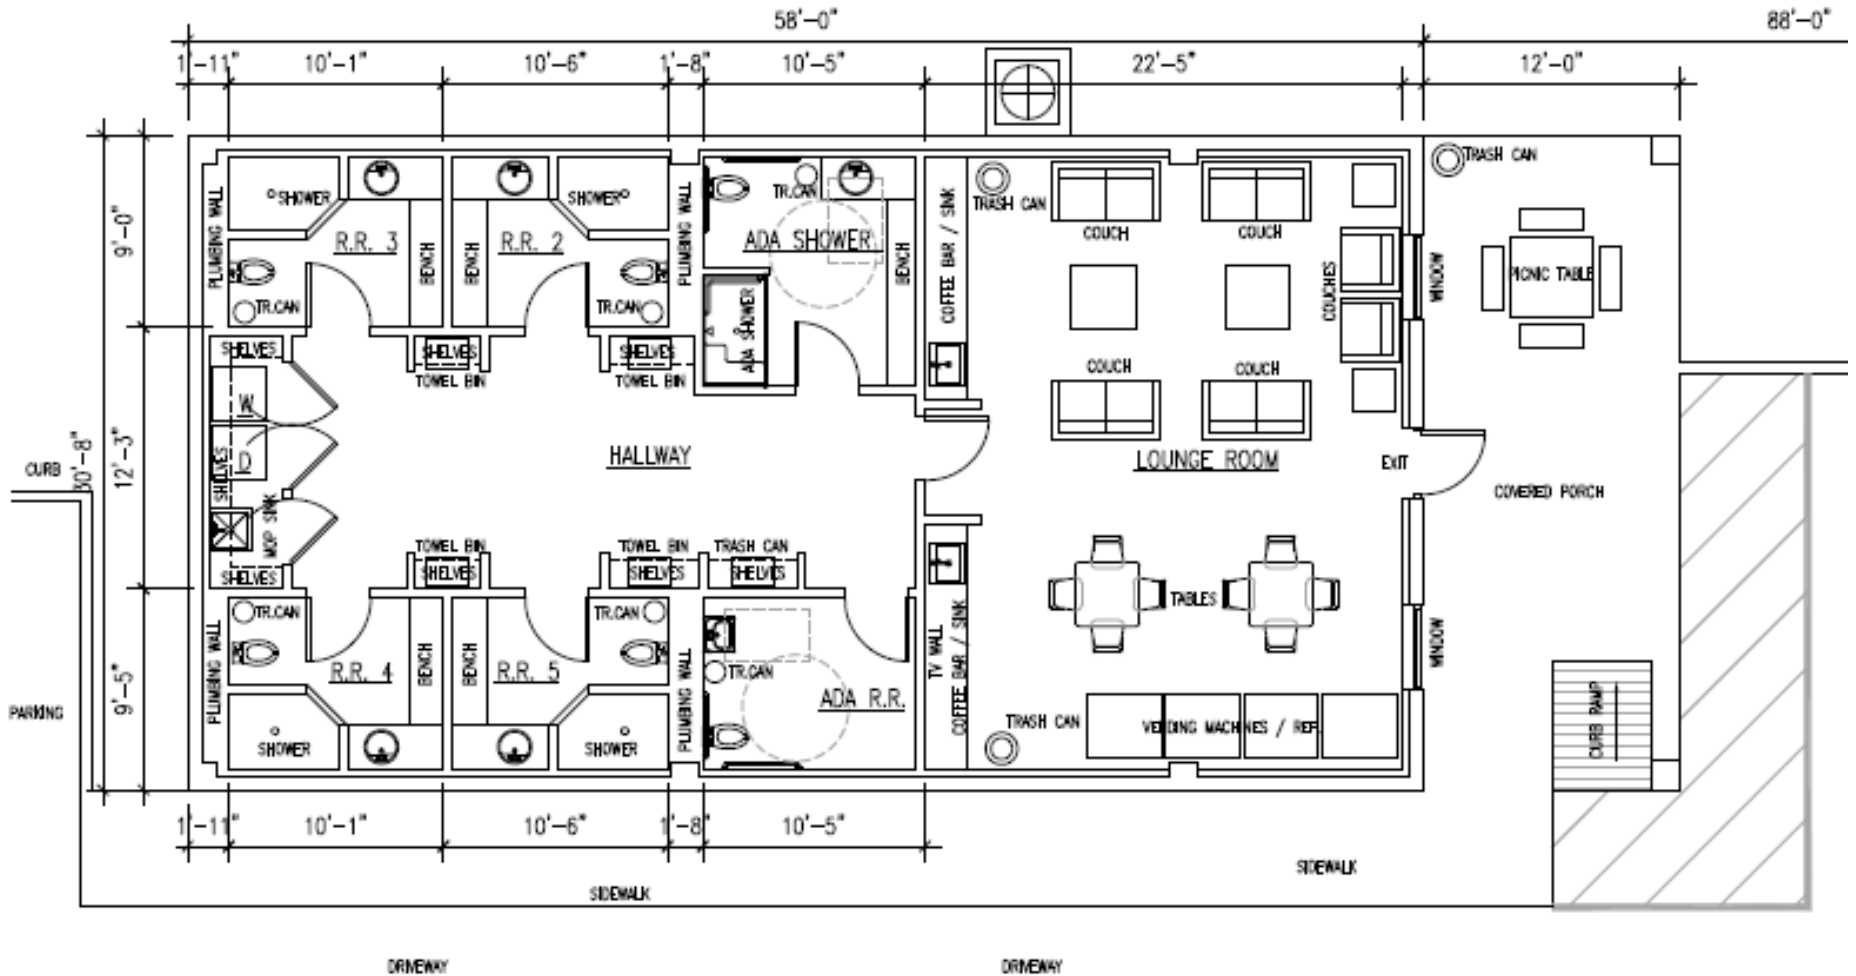 58'-0"
88'-0"
1'-11"
10'-1"
10'-6"
1'-8"
10'-5"
22'-5"
12'-0"
TRASH CAN
PLUMBING WALL
SHOWER
SHOWER
PLUMBING WALL
TR.CAN
TRASH CAN
COUCH
COUCH
9'-0"
R.R. 3
BENCH
BENCH
R.R. 2
ADA SHOWER
BENCH
COFFEE BAR / SINK
COUCHES
WINDOW
PICNIC TABLE
TR.CAN
TR.CAN
SHELVES
SHELVES
SHELVES
ADA SHOWER
TOWEL BIN
TOWEL BIN
COUCH
COUCH
W
D
SHELVES
MOP SINK
SHELVES
CURB
30'-8"
12'-3"
HALLWAY
LOUNGE ROOM
EXIT
COVERED PORCH
TOWEL BIN
TOWEL BIN
TRASH CAN
SHELVES
SHELVES
SHELVES
TABLES
TR.CAN
TR.CAN
PLUMBING WALL
R.R. 4
BENCH
BENCH
R.R. 5
PLUMBING WALL
TR.CAN
ADA R.R.
TV WALL
COFFEE BAR / SINK
WINDOW
9'-5"
PARKING
SHOWER
SHOWER
TRASH CAN
VENDING MACHINES / REF.
CURB RAMP
1'-11"
10'-1"
10'-6"
1'-8"
10'-5"
SIDEWALK
SIDEWALK
DRIVEWAY
DRIVEWAY